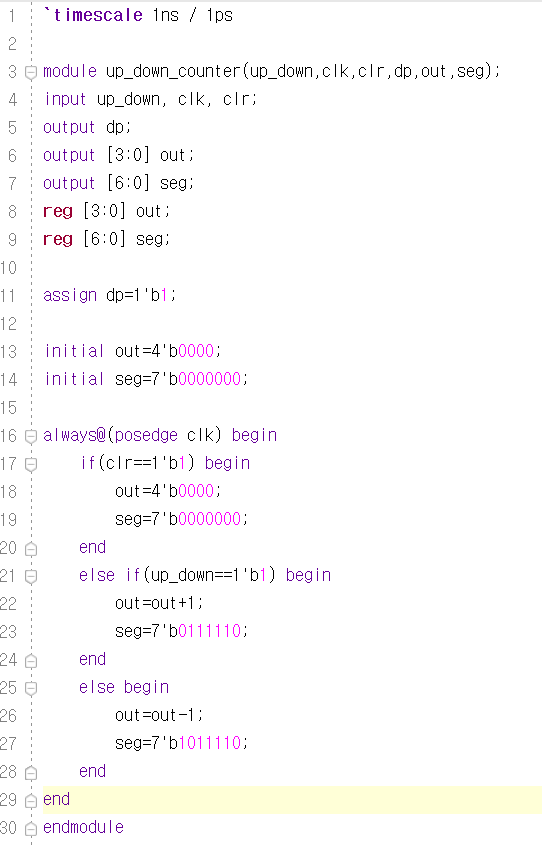 1 `timescale 1ns / 1ps
2
3 module up_down_counter(up_down,clk,clr,dp,out,seg);
4 input up_down, clk, clr;
5 output dp;
6 output [3:0] out;
7 output [6:0] seg;
8 reg [3:0] out;
9 reg [6:0] seg;
10
11 assign dp=1'b1;
12
13 initial out=4'b0000;
14 initial seg=7'b0000000;
15
16 always@(posedge clk) begin
17     if(clr==1'b1) begin
18         out=4'b0000;
19         seg=7'b0000000;
20     end
21     else if(up_down==1'b1) begin
22         out=out+1;
23         seg=7'b0111110;
24     end
25     else begin
26         out=out-1;
27         seg=7'b1011110;
28     end
29 end
30 endmodule